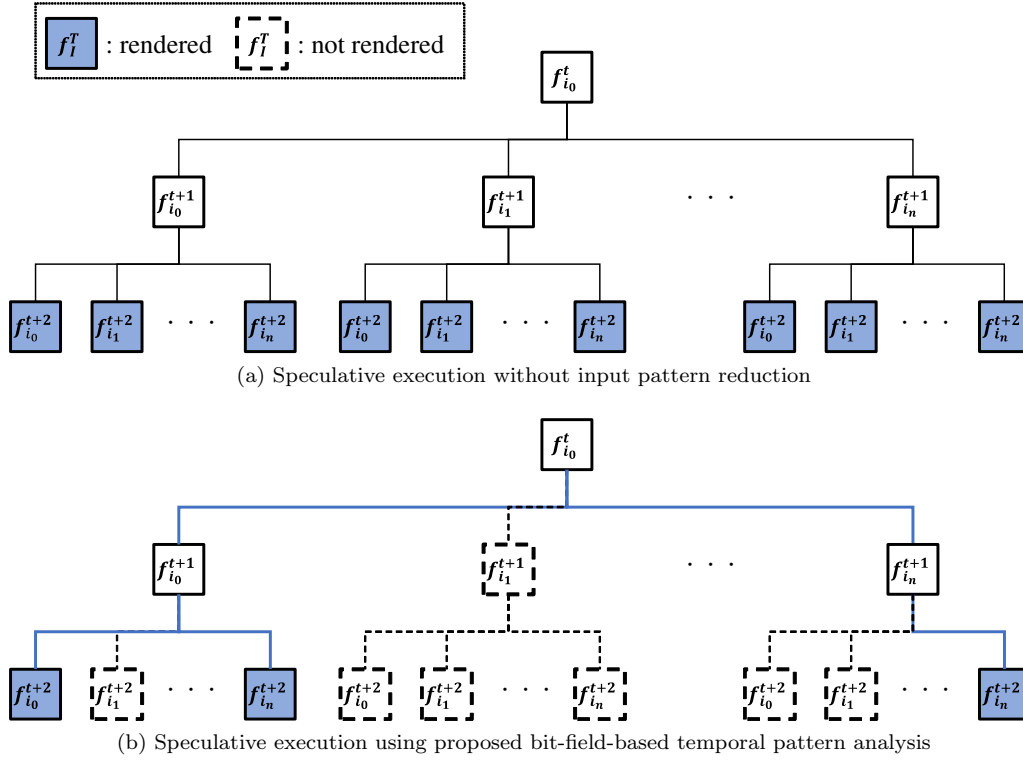 f_I^T : rendered f_I^T : not rendered
f_{i_0}^t
f_{i_0}^{t+1} f_{i_1}^{t+1} · · · f_{i_n}^{t+1}
f_{i_0}^{t+2} f_{i_1}^{t+2} · · · f_{i_n}^{t+2} f_{i_0}^{t+2} f_{i_1}^{t+2} · · · f_{i_n}^{t+2} f_{i_0}^{t+2} f_{i_1}^{t+2} · · · f_{i_n}^{t+2}
(a) Speculative execution without input pattern reduction
f_{i_0}^t
f_{i_0}^{t+1} f_{i_1}^{t+1} · · · f_{i_n}^{t+1}
f_{i_0}^{t+2} f_{i_1}^{t+2} · · · f_{i_n}^{t+2} f_{i_0}^{t+2} f_{i_1}^{t+2} · · · f_{i_n}^{t+2} f_{i_0}^{t+2} f_{i_1}^{t+2} · · · f_{i_n}^{t+2}
(b) Speculative execution using proposed bit-field-based temporal pattern analysis